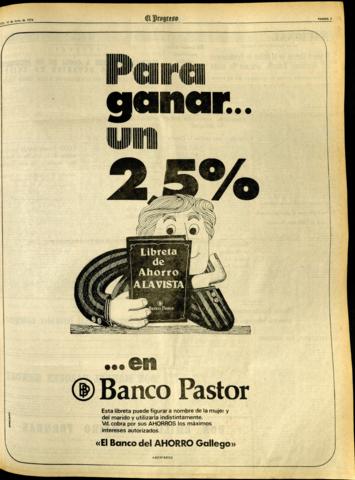 El Progreso
Para
ganar...
un
2,5%
Libreta
de
Ahorro
A LA VISTA
Banco Pastor
...en
Banco Pastor
Esta libreta puede figurar a nombre de la mujer y
del marido y utilizarla indistintamente.
Vd. cobra por sus AHORROS los máximos
intereses autorizados.
«El Banco del AHORRO Gallego»